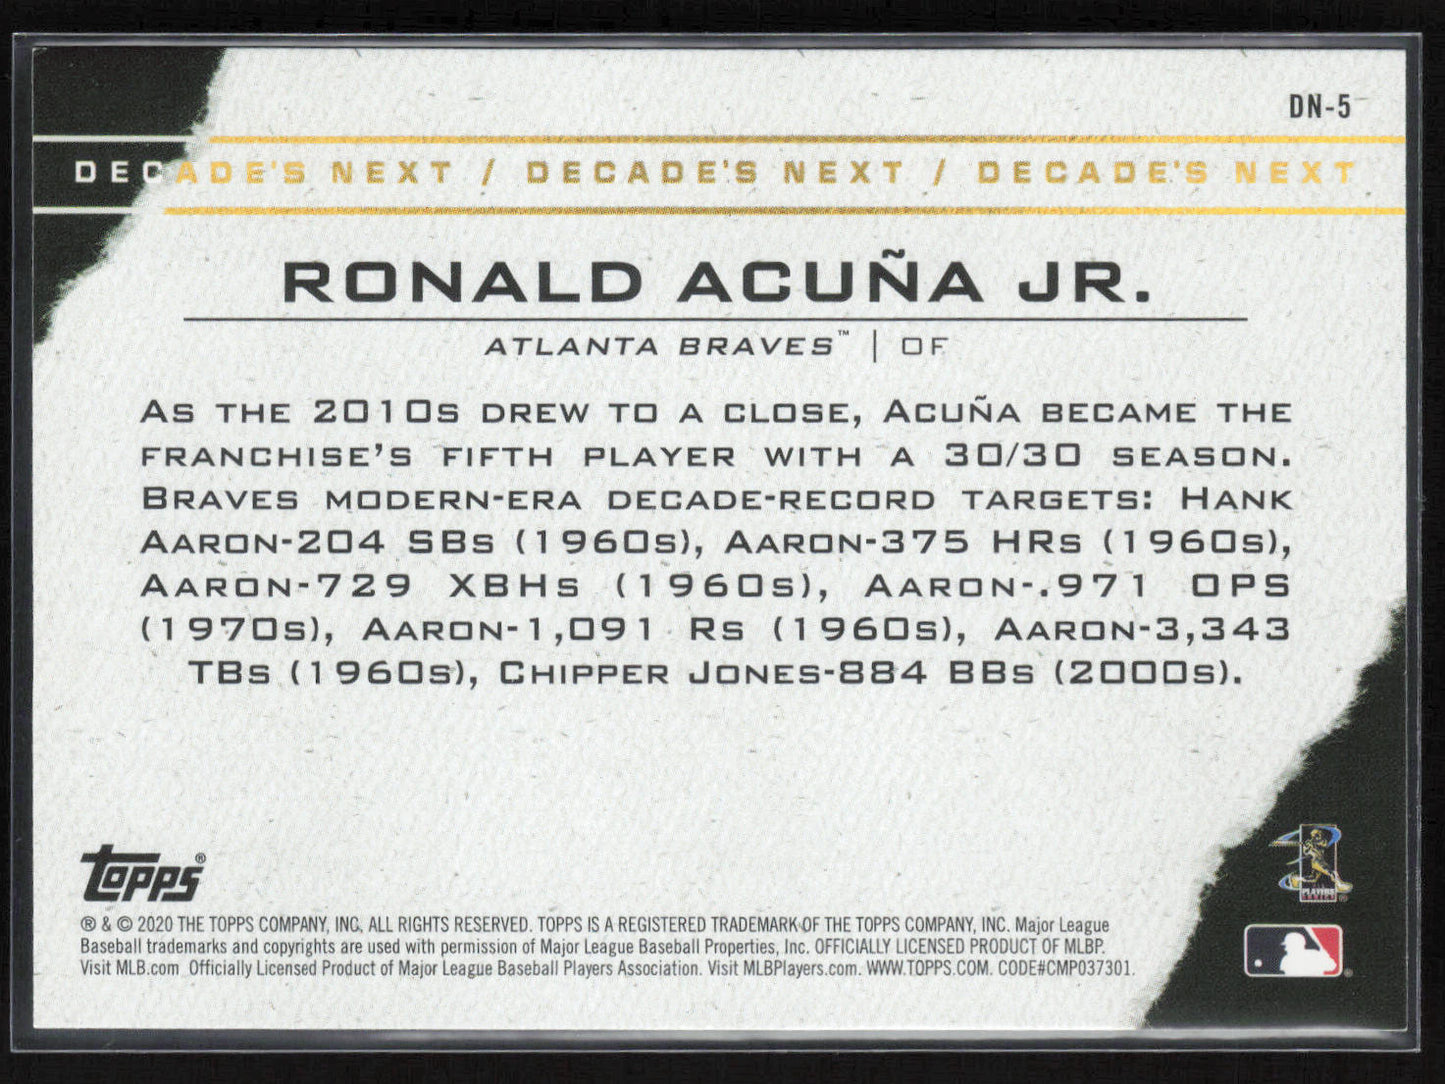 DN-5
DECADE'S NEXT / DECADE'S NEXT / DECADE'S NEXT
RONALD ACUÑA JR.
ATLANTA BRAVES™ | OF
AS THE 2010S DREW TO A CLOSE, ACUÑA BECAME THE
FRANCHISE'S FIFTH PLAYER WITH A 30/30 SEASON.
BRAVES MODERN-ERA DECADE-RECORD TARGETS: HANK
AARON-204 SBS (1960S), AARON-375 HRS (1960S),
AARON-729 XBHS (1960S), AARON-.971 OPS
(1970S), AARON-1,091 RS (1960S), AARON-3,343
TBS (1960S), CHIPPER JONES-884 BBS (2000S).
Topps®
PLAYERS
CHOICE®
® & © 2020 THE TOPPS COMPANY, INC. ALL RIGHTS RESERVED. TOPPS IS A REGISTERED TRADEMARK OF THE TOPPS COMPANY, INC. Major League
Baseball trademarks and copyrights are used with permission of Major League Baseball Properties, Inc. OFFICIALLY LICENSED PRODUCT OF MLBP.
Visit MLB.com Officially Licensed Product of Major League Baseball Players Association. Visit MLBPlayers.com. WWW.TOPPS.COM. CODE#CMP037301.